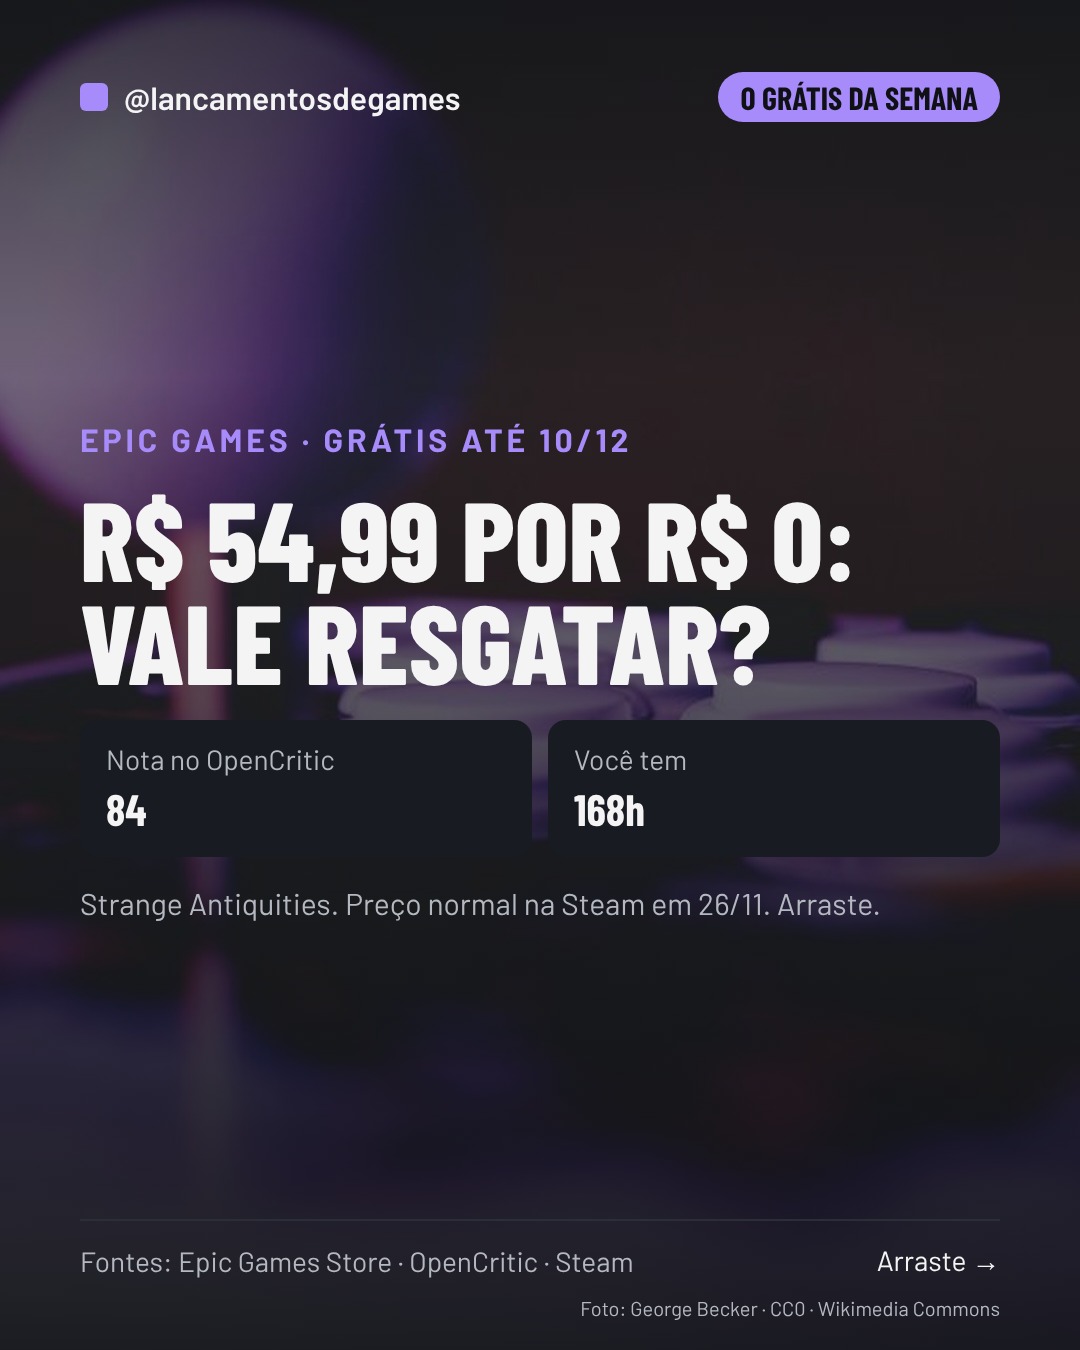 @lancamentosdegames
O GRÁTIS DA SEMANA
EPIC GAMES · GRÁTIS ATÉ 10/12
R$ 54,99 POR R$ 0:
VALE RESGATAR?
Nota no OpenCritic
84
Você tem
168h
Strange Antiquities. Preço normal na Steam em 26/11. Arraste.
Fontes: Epic Games Store · OpenCritic · Steam
Arraste →
Foto: George Becker · CC0 · Wikimedia Commons